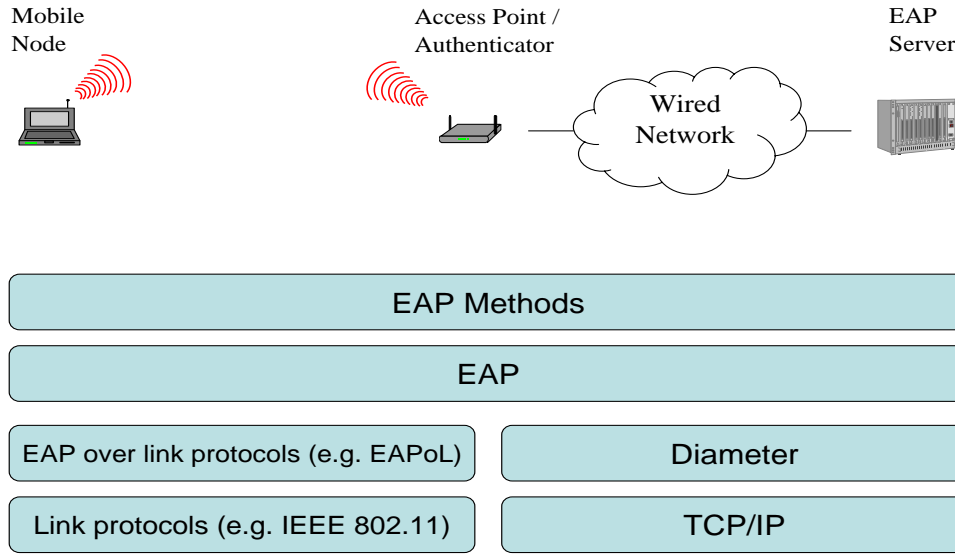 Mobile
Node
Access Point /
Authenticator
EAP
Server
Wired
Network
EAP Methods
EAP
EAP over link protocols (e.g. EAPoL)
Diameter
Link protocols (e.g. IEEE 802.11)
TCP/IP